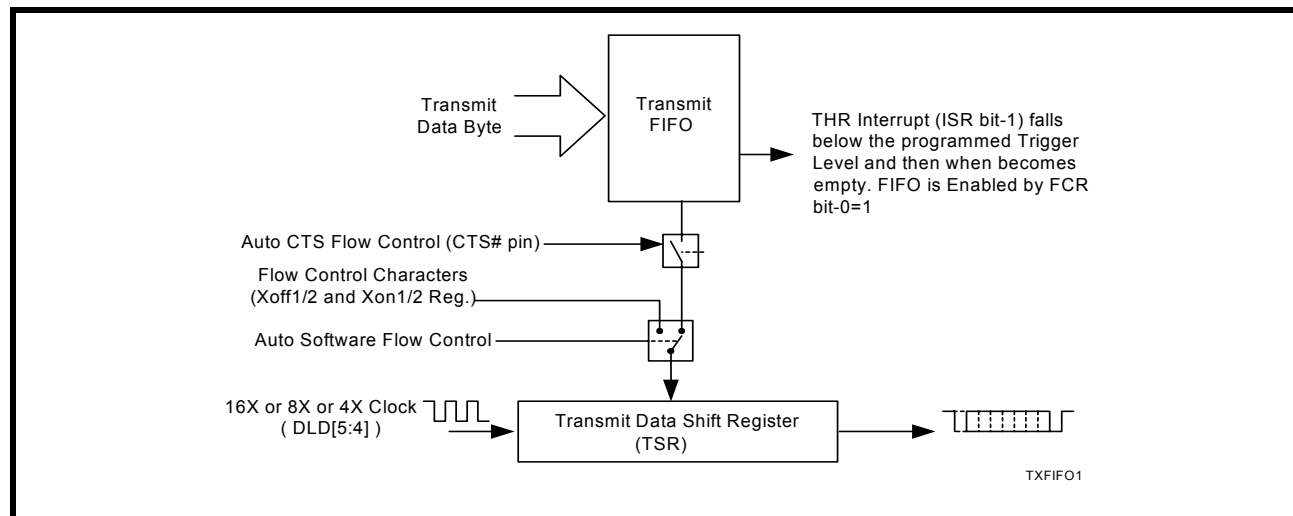 Transmit
Data Byte
Transmit
FIFO
THR Interrupt (ISR bit-1) falls
below the programmed Trigger
Level and then when becomes
empty. FIFO is Enabled by FCR
bit-0=1
Auto CTS Flow Control (CTS# pin)
Flow Control Characters
(Xoff1/2 and Xon1/2 Reg.)
Auto Software Flow Control
16X or 8X or 4X Clock
( DLD[5:4] )
Transmit Data Shift Register
(TSR)
TXFIFO1